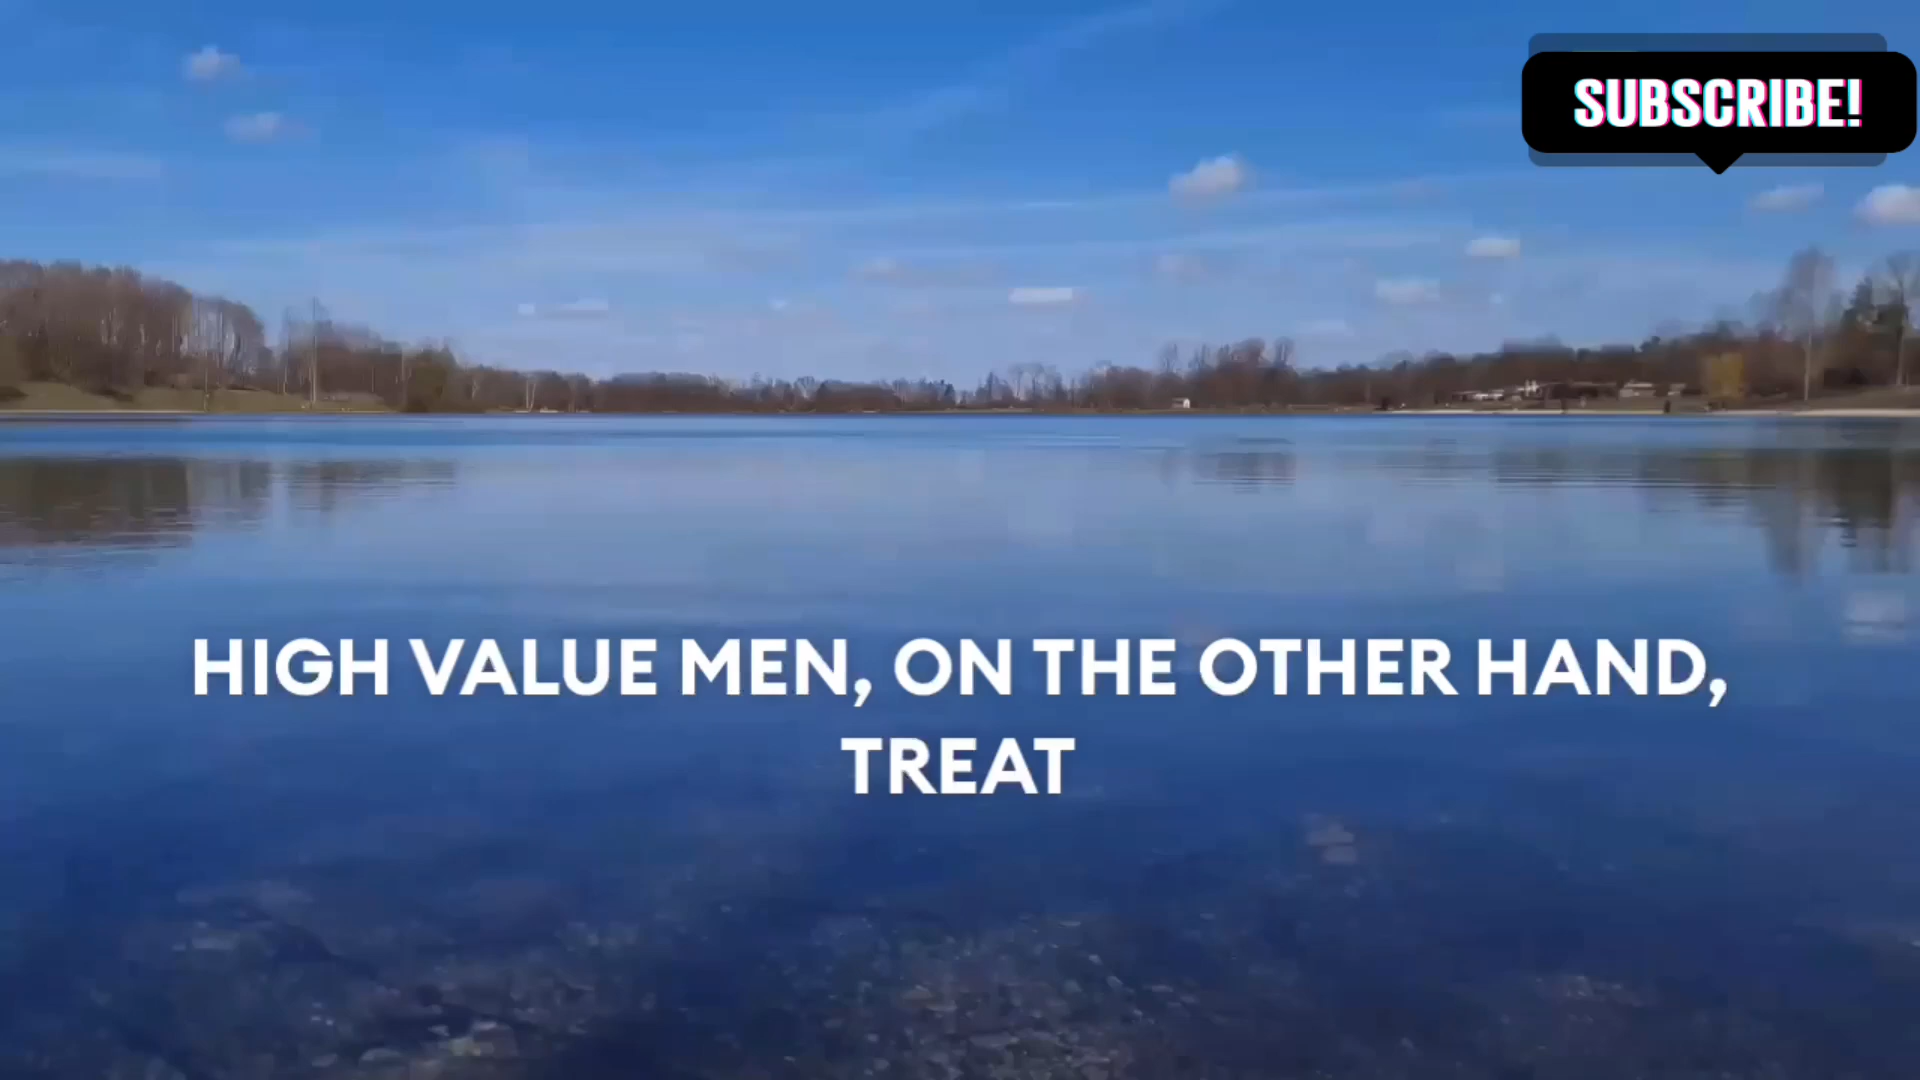 SUBSCRIBE!
HIGH VALUE MEN, ON THE OTHER HAND,
TREAT